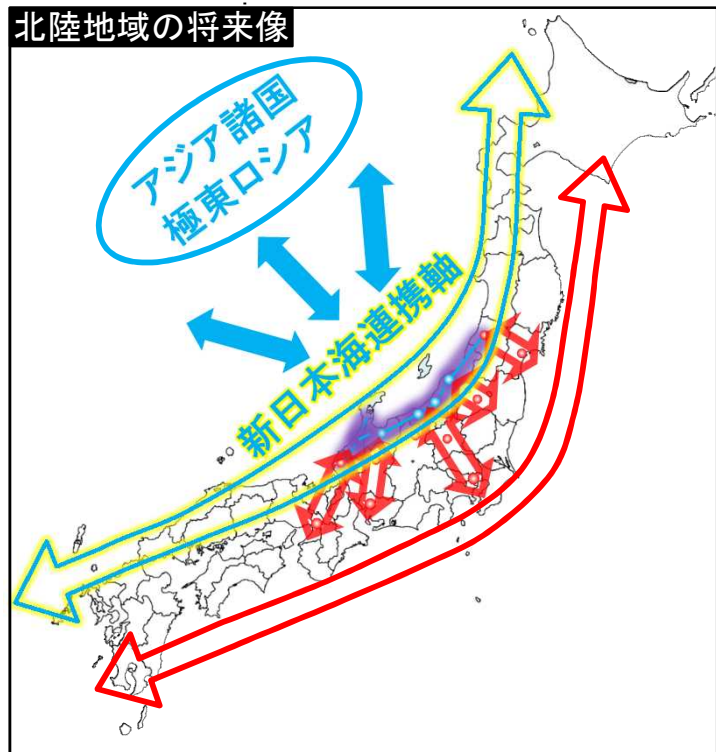 北陸地域の将来像
アジア諸国
極東ロシア
新日本海連携軸